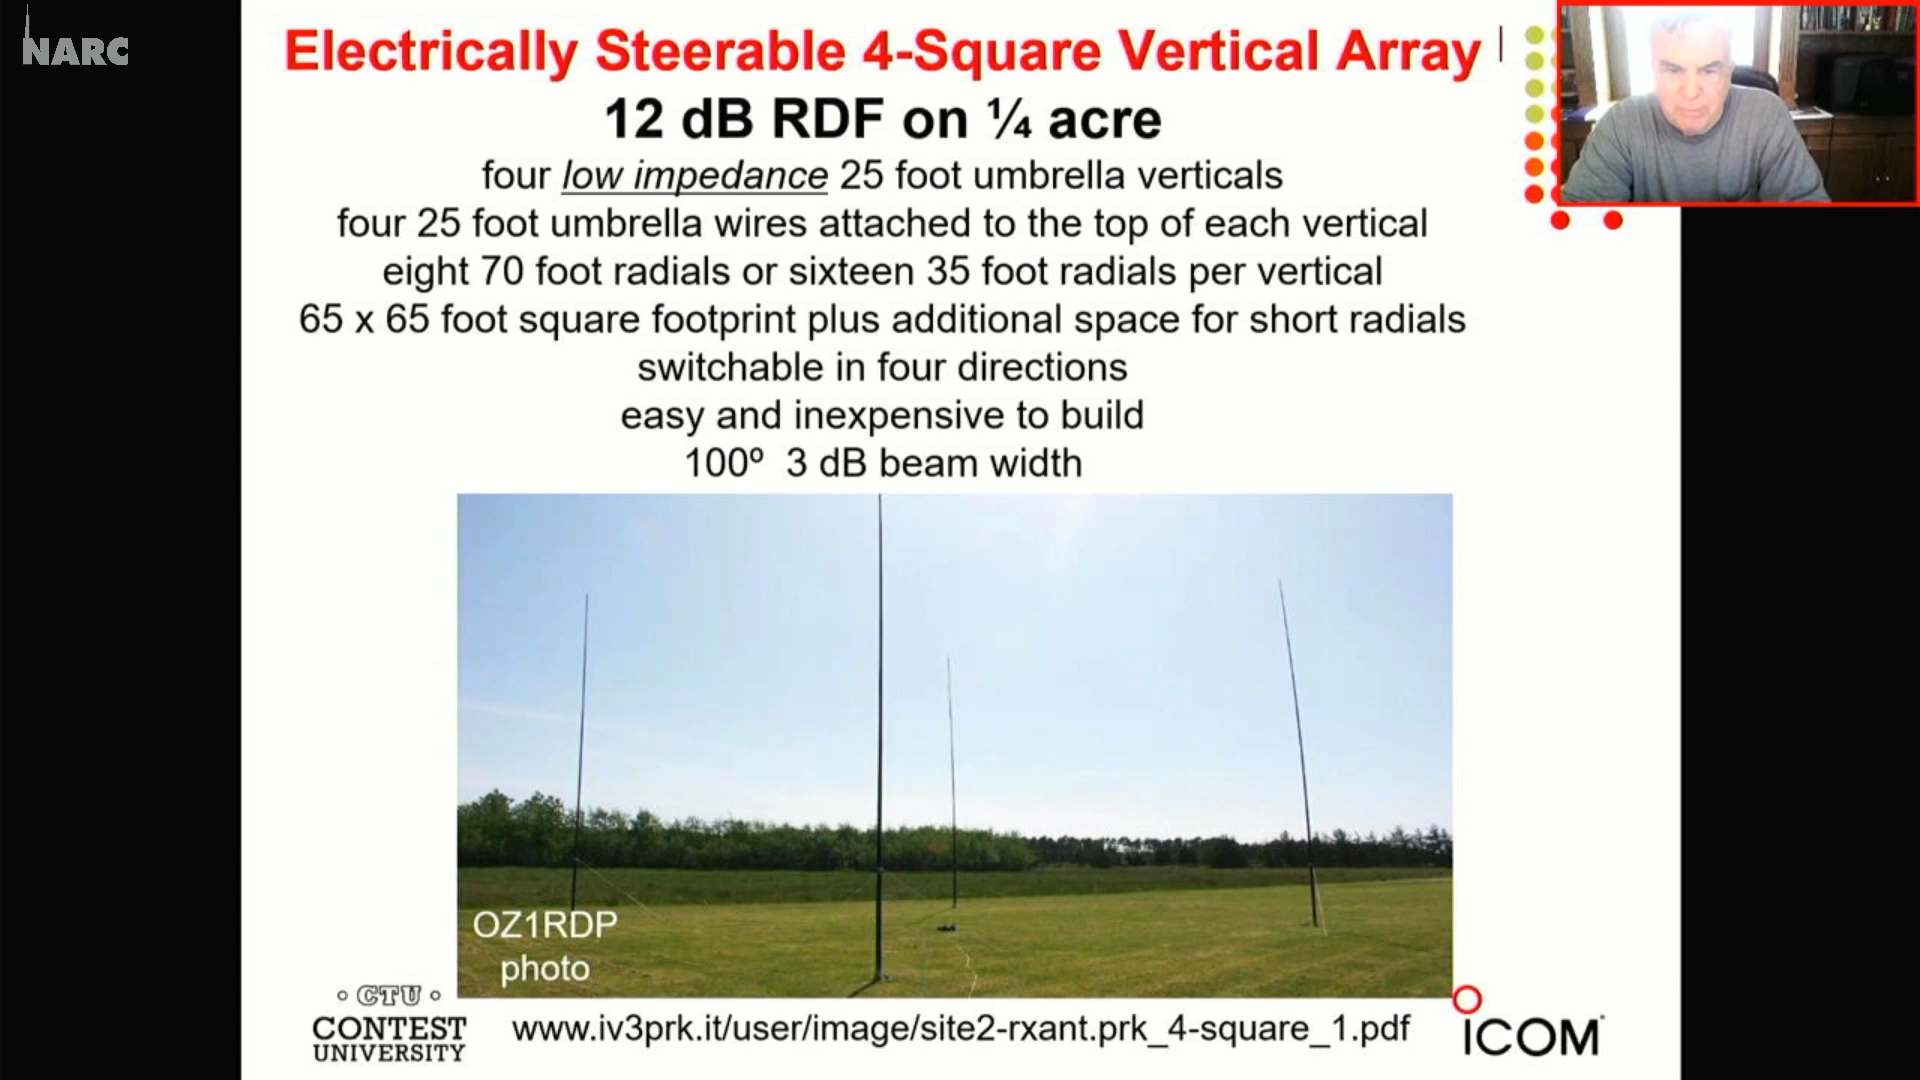 NARC
Electrically Steerable 4-Square Vertical Array
12 dB RDF on ¼ acre
four low impedance 25 foot umbrella verticals
four 25 foot umbrella wires attached to the top of each vertical
eight 70 foot radials or sixteen 35 foot radials per vertical
65 x 65 foot square footprint plus additional space for short radials
switchable in four directions
easy and inexpensive to build
100º 3 dB beam width
OZ1RDP
photo
CTU
CONTEST
UNIVERSITY
www.iv3prk.it/user/image/site2-rxant.prk_4-square_1.pdf
ICOM